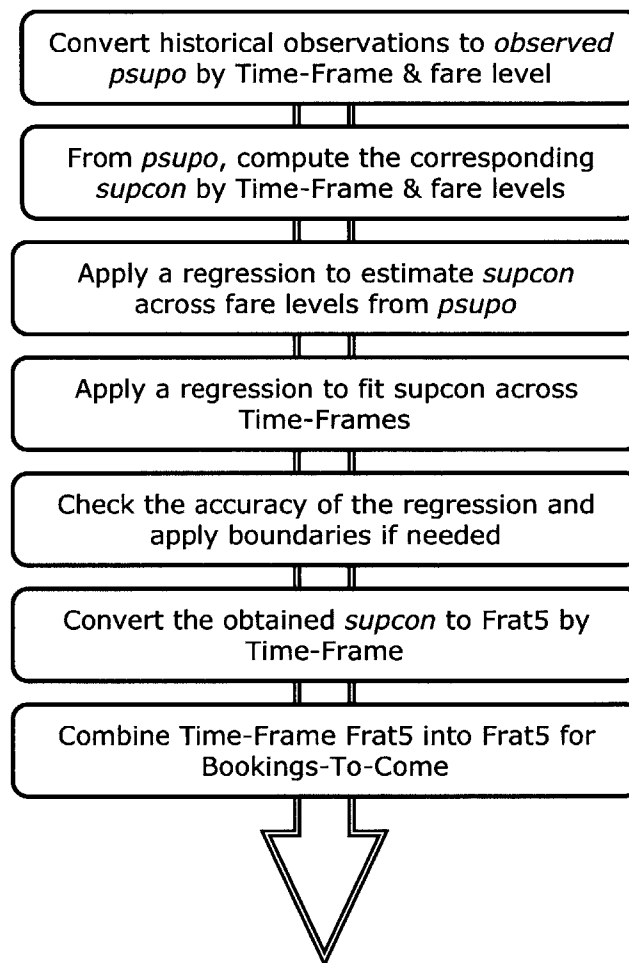 Convert historical observations to observed
psupo by Time-Frame & fare level
From psupo, compute the corresponding
supcon by Time-Frame & fare levels
Apply a regression to estimate supcon
across fare levels from psupo
Apply a regression to fit supcon across
Time-Frames
Check the accuracy of the regression and
apply boundaries if needed
Convert the obtained supcon to Frat5 by
Time-Frame
Combine Time-Frame Frat5 into Frat5 for
Bookings-To-Come